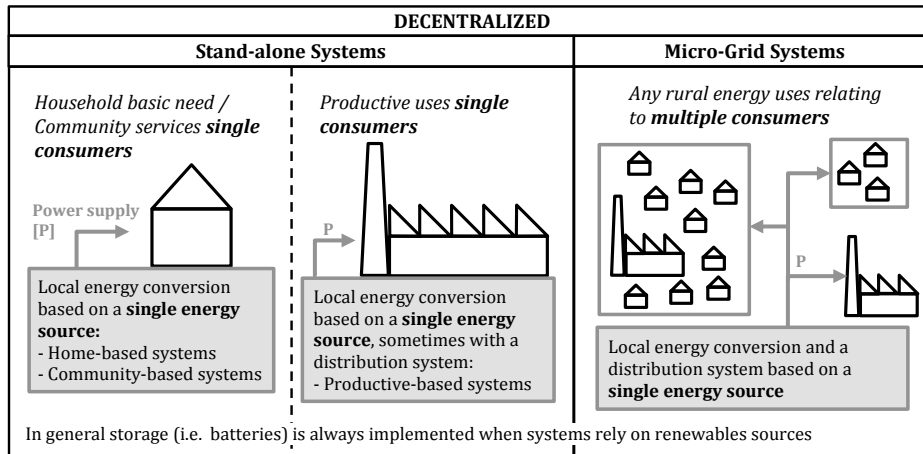 DECENTRALIZED
Stand-alone Systems
Micro-Grid Systems
Household basic need /
Community services single
consumers
Power supply
[P]
Local energy conversion
based on a single energy
source:
- Home-based systems
- Community-based systems
Productive uses single
consumers
P
Local energy conversion
based on a single energy
source, sometimes with a
distribution system:
- Productive-based systems
Any rural energy uses relating
to multiple consumers
P
Local energy conversion and a
distribution system based on a
single energy source
In general storage (i.e. batteries) is always implemented when systems rely on renewables sources